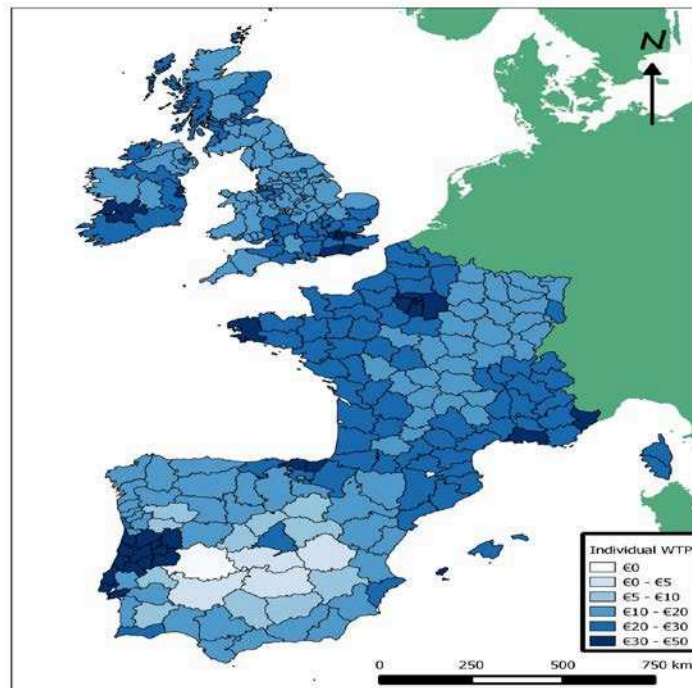 N
Individual WTP
€0
€0 - €5
€5 - €10
€10 - €20
€20 - €30
€30 - €50
0 250 500 750 km